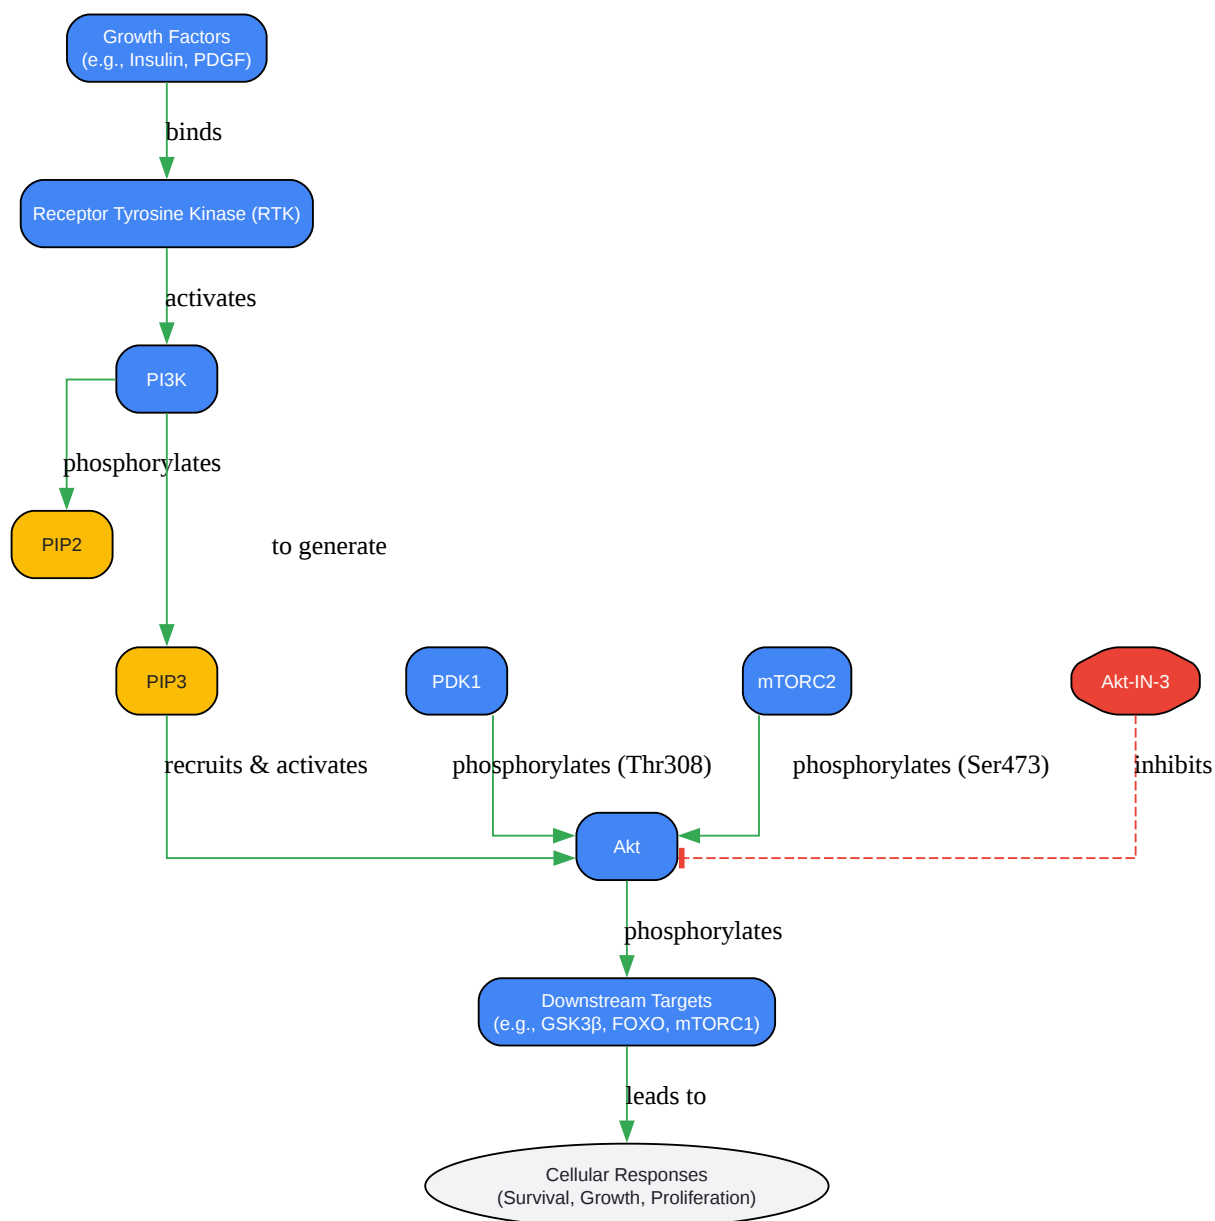 Growth Factors
(e.g., Insulin, PDGF)
binds
Receptor Tyrosine Kinase (RTK)
activates
PI3K
phosphorylates
PIP2
to generate
PIP3
PDK1
mTORC2
Akt-IN-3
recruits & activates
phosphorylates (Thr308)
phosphorylates (Ser473)
inhibits
Akt
phosphorylates
Downstream Targets
(e.g., GSK3β, FOXO, mTORC1)
leads to
Cellular Responses
(Survival, Growth, Proliferation)